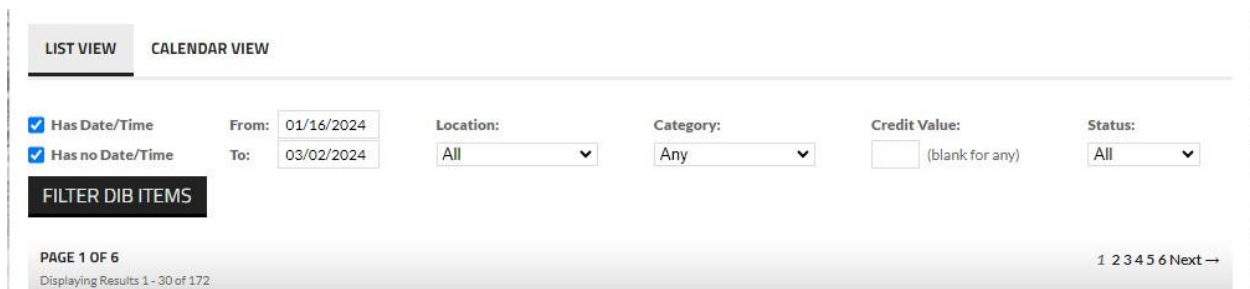 LIST VIEW CALENDAR VIEW
Has Date/Time From: 01/16/2024 Location: Category: Credit Value: Status:
Has no Date/Time To: 03/02/2024 All Any (blank for any) All
FILTER DIB ITEMS
PAGE 1 OF 6 1 2 3 4 5 6 Next →
Displaying Results 1 - 30 of 172